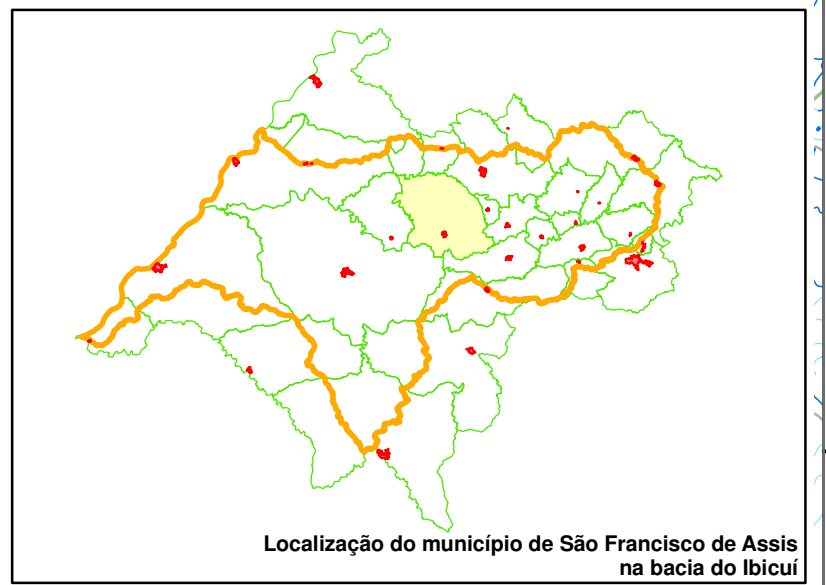 Localização do município de São Francisco de Assis
na bacia do Ibicuí